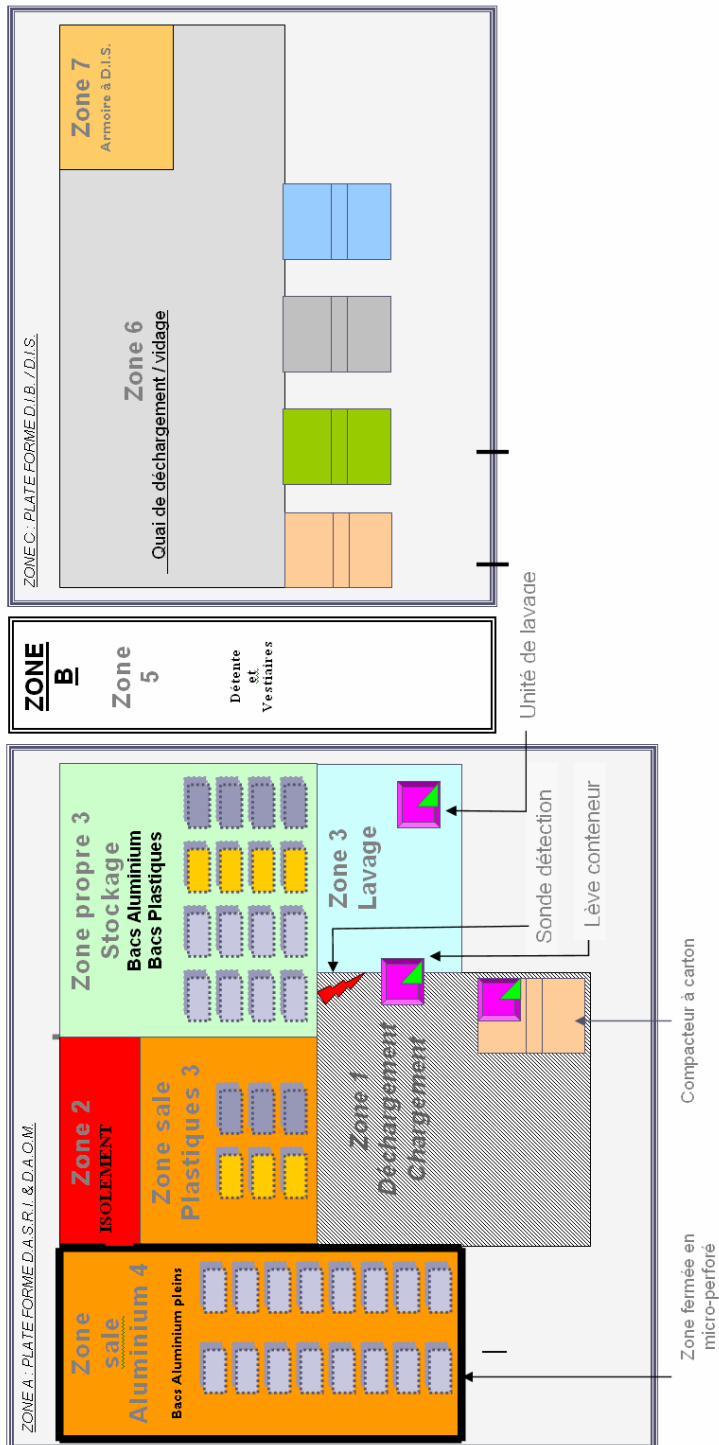 ZONE A : PLATE FORME D.A.S.R.I. & D.A.O.M.
Zone
sale
Aluminium 4
Bacs Aluminium pleins
Zone 2
ISOLEMENT
Zone sale
Plastiques 3
Zone propre 3
Stockage
Bacs Aluminium
Bacs Plastiques
Zone 1
Déchargement
Chargement
Zone 3
Lavage
Zone fermée en
micro-perforé
Compacteur à carton
Sonde détection
Lève conteneur
Unité de lavage
ZONE
B
Zone
5
Détente
et
Vestiaires
ZONE C : PLATE FORME D.I.B. / D.I.S.
Zone 6
Quai de déchargement / vidage
Zone 7
Armoire à D.I.S.